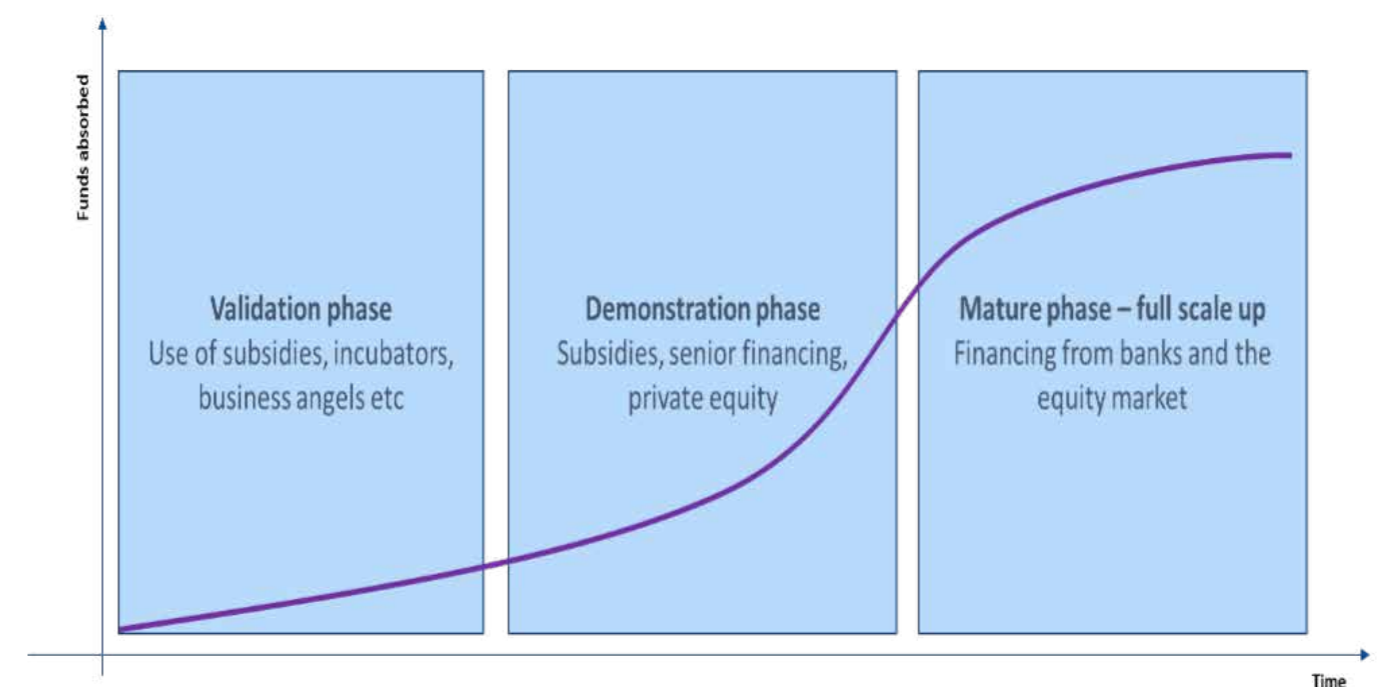 Funds absorbed
Validation phase
Use of subsidies, incubators,
business angels etc
Demonstration phase
Subsidies, senior financing,
private equity
Mature phase – full scale up
Financing from banks and the
equity market
Time